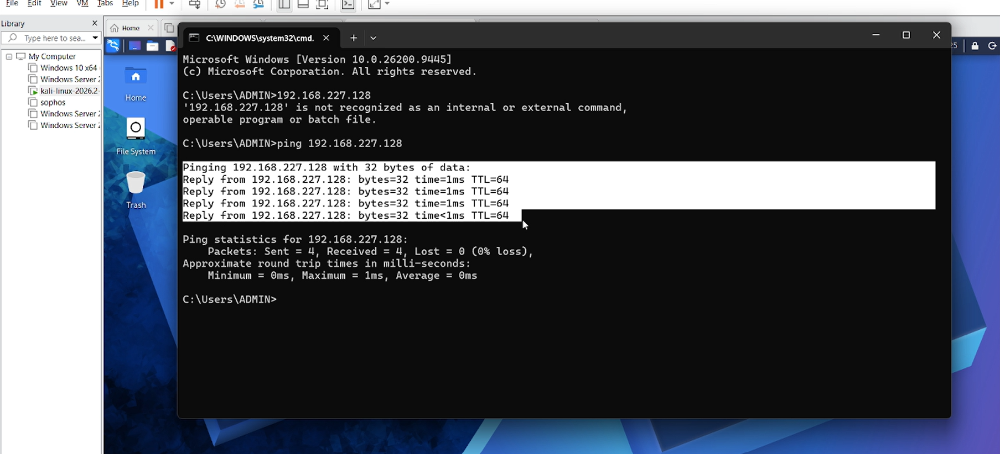 File Edit View VM Tabs Help
Library
Type here to sea...
My Computer
Windows 10 x64
Windows Server 2
kali-linux-2026.2-
sophos
Windows Server 2
Windows Server 2
Home
Home
File System
Trash
C:\WINDOWS\system32\cmd.
Microsoft Windows [Version 10.0.26200.9445]
(c) Microsoft Corporation. All rights reserved.
C:\Users\ADMIN>192.168.227.128
'192.168.227.128' is not recognized as an internal or external command,
operable program or batch file.
C:\Users\ADMIN>ping 192.168.227.128
Pinging 192.168.227.128 with 32 bytes of data:
Reply from 192.168.227.128: bytes=32 time=1ms TTL=64
Reply from 192.168.227.128: bytes=32 time=1ms TTL=64
Reply from 192.168.227.128: bytes=32 time=1ms TTL=64
Reply from 192.168.227.128: bytes=32 time<1ms TTL=64
Ping statistics for 192.168.227.128:
Packets: Sent = 4, Received = 4, Lost = 0 (0% loss),
Approximate round trip times in milli-seconds:
Minimum = 0ms, Maximum = 1ms, Average = 0ms
C:\Users\ADMIN>